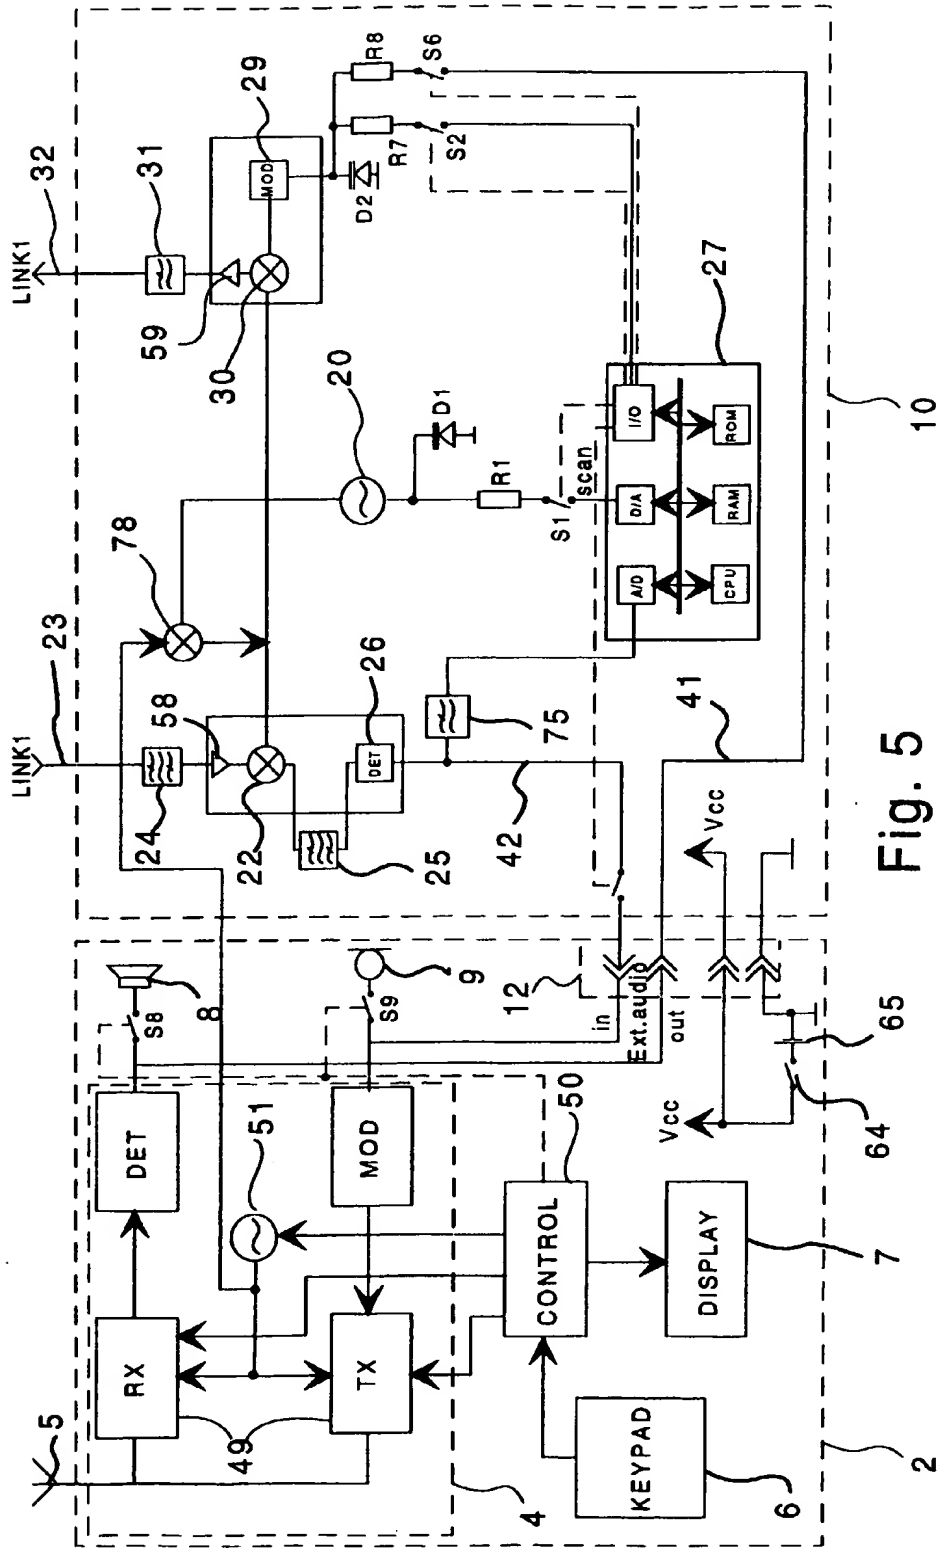 LINK1
23
LINK1
32
24
58
78
59
31
22
30
MOD
29
25
DET
26
20
D2
R7
R8
D1
S2
S6
42
75
R1
S1
scan
A/D
D/A
I/O
CPU
RAM
ROM
27
41
Vcc
10
5
RX
DET
S8
8
49
51
TX
MOD
S9
9
4
12
in
Ext.audio
out
CONTROL
50
KEYPAD
6
DISPLAY
7
Vcc
64
65
2
Fig. 5